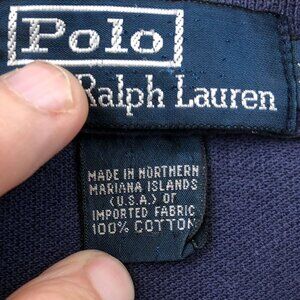 Polo
Ralph Lauren
MADE IN NORTHERN
MARIANA ISLANDS
(U.S.A.) OF
IMPORTED FABRIC
100% COTTON